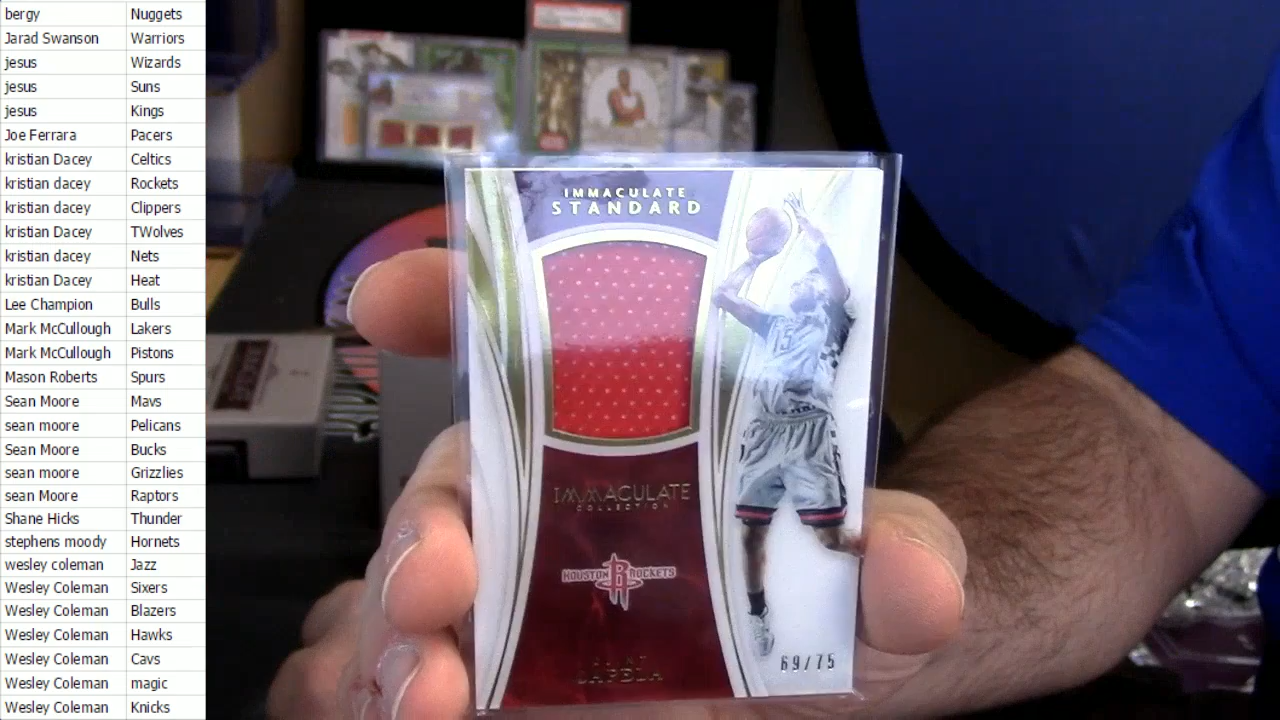 bergy Nuggets
Jarad Swanson Warriors
jesus Wizards
jesus Suns
jesus Kings
Joe Ferrara Pacers
kristian Dacey Celtics
kristian dacey Rockets
kristian dacey Clippers
kristian Dacey TWolves
kristian dacey Nets
kristian Dacey Heat
Lee Champion Bulls
Mark McCullough Lakers
Mark McCullough Pistons
Mason Roberts Spurs
Sean Moore Mavs
sean moore Pelicans
Sean Moore Bucks
sean moore Grizzlies
sean Moore Raptors
Shane Hicks Thunder
stephens moody Hornets
wesley coleman Jazz
Wesley Coleman Sixers
Wesley Coleman Blazers
Wesley Coleman Hawks
Wesley Coleman Cavs
Wesley Coleman magic
Wesley Coleman Knicks
IMMACULATE
STANDARD
15
IMMACULATE
COLLECTION
HOUSTON R ROCKETS
CAPELA
69/75